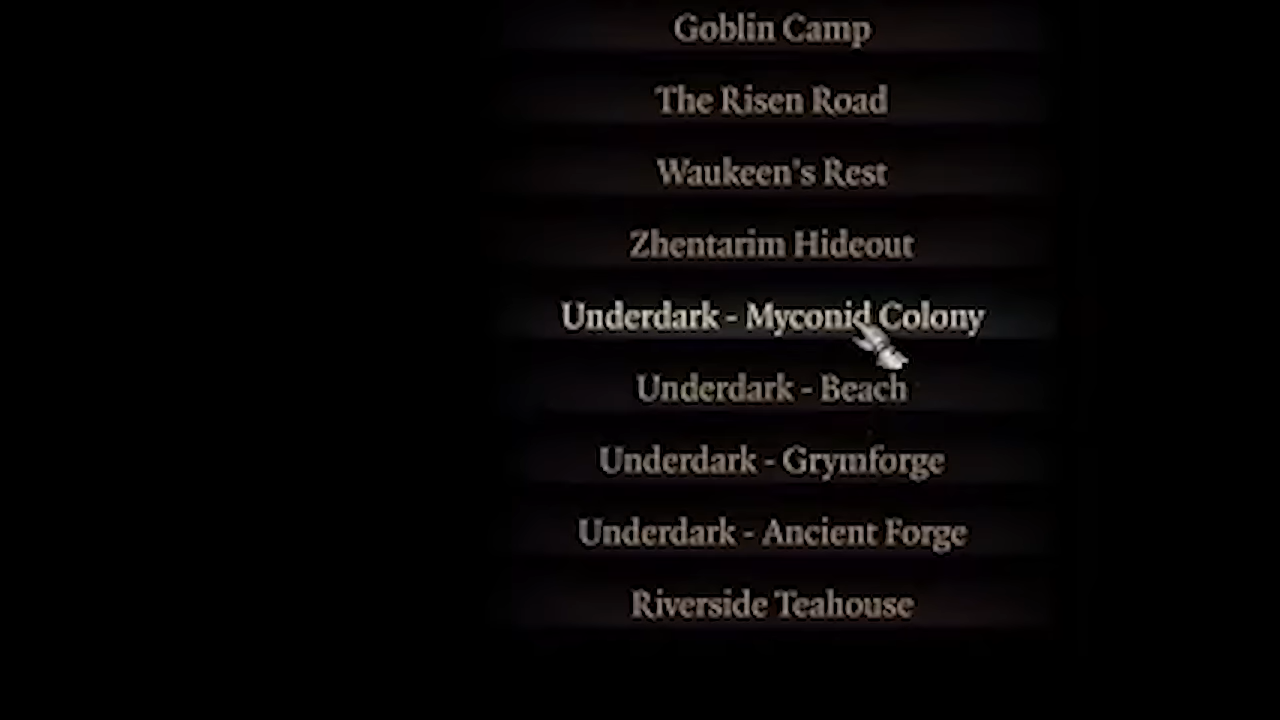 Goblin Camp
The Risen Road
Waukeen's Rest
Zhentarim Hideout
Underdark - Myconid Colony
Underdark - Beach
Underdark - Grymforge
Underdark - Ancient Forge
Riverside Teahouse